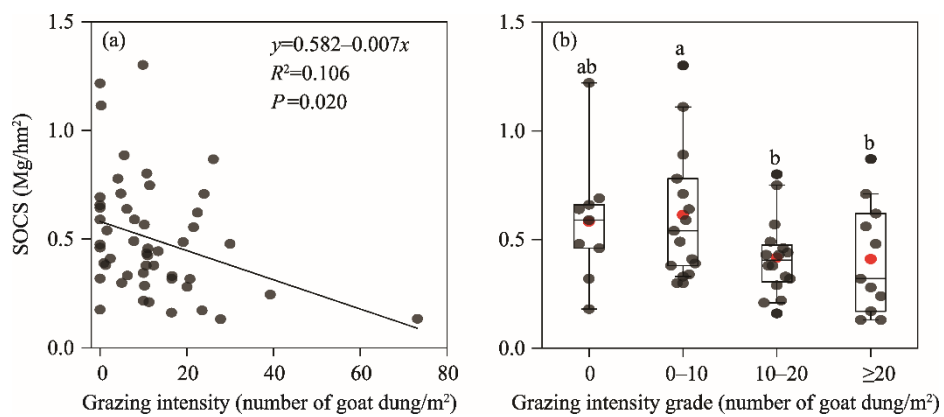 (a)
y=0.582–0.007x
R²=0.106
P=0.020
SOCS (Mg/hm²)
1.5
1.0
0.5
0.0
0 20 40 60 80
Grazing intensity (number of goat dung/m²)
(b)
ab a b b
1.5
1.0
0.5
0.0
0 0–10 10–20 ≥20
Grazing intensity grade (number of goat dung/m²)